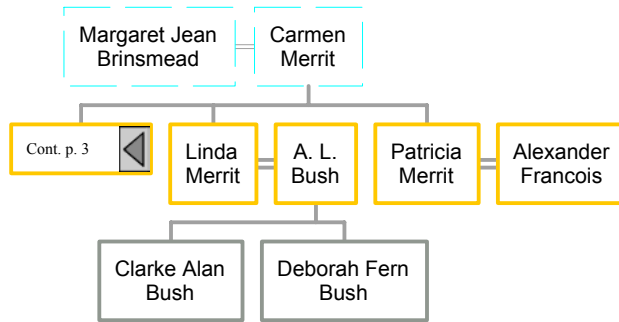 Margaret Jean
Brinsmead
Carmen
Merrit
Cont. p. 3
Linda
Merrit
A. L.
Bush
Patricia
Merrit
Alexander
Francois
Clarke Alan
Bush
Deborah Fern
Bush